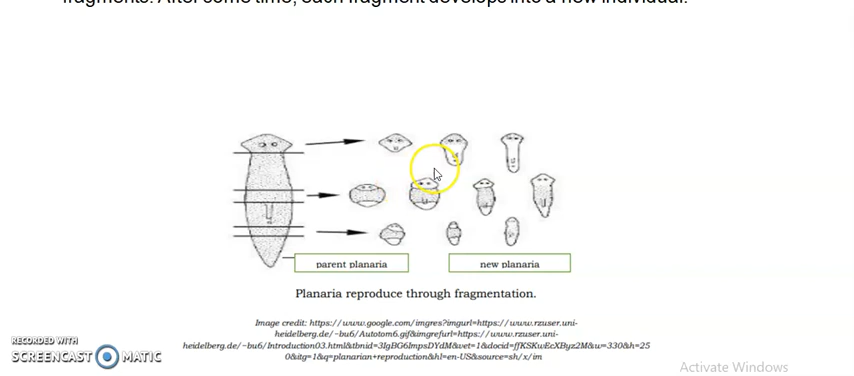 fragments. After some time, each fragment develops into a new individual.
parent planaria
new planaria
Planaria reproduce through fragmentation.
Image credit: https://www.google.com/imgres?imgurl=https://www.rzuser.uni-
heidelberg.de/~bu6/Autotom6.gif&imgrefurl=https://www.rzuser.uni-
heidelberg.de/~bu6/Introduction03.html&tbnid=3IgBG6ImpsDYdM&vet=1&docid=ffKSKwEcXByz2M&w=330&h=25
0&itg=1&q=planarian+reproduction&hl=en-US&source=sh/x/im
RECORDED WITH
SCREENCAST MATIC
Activate Windows